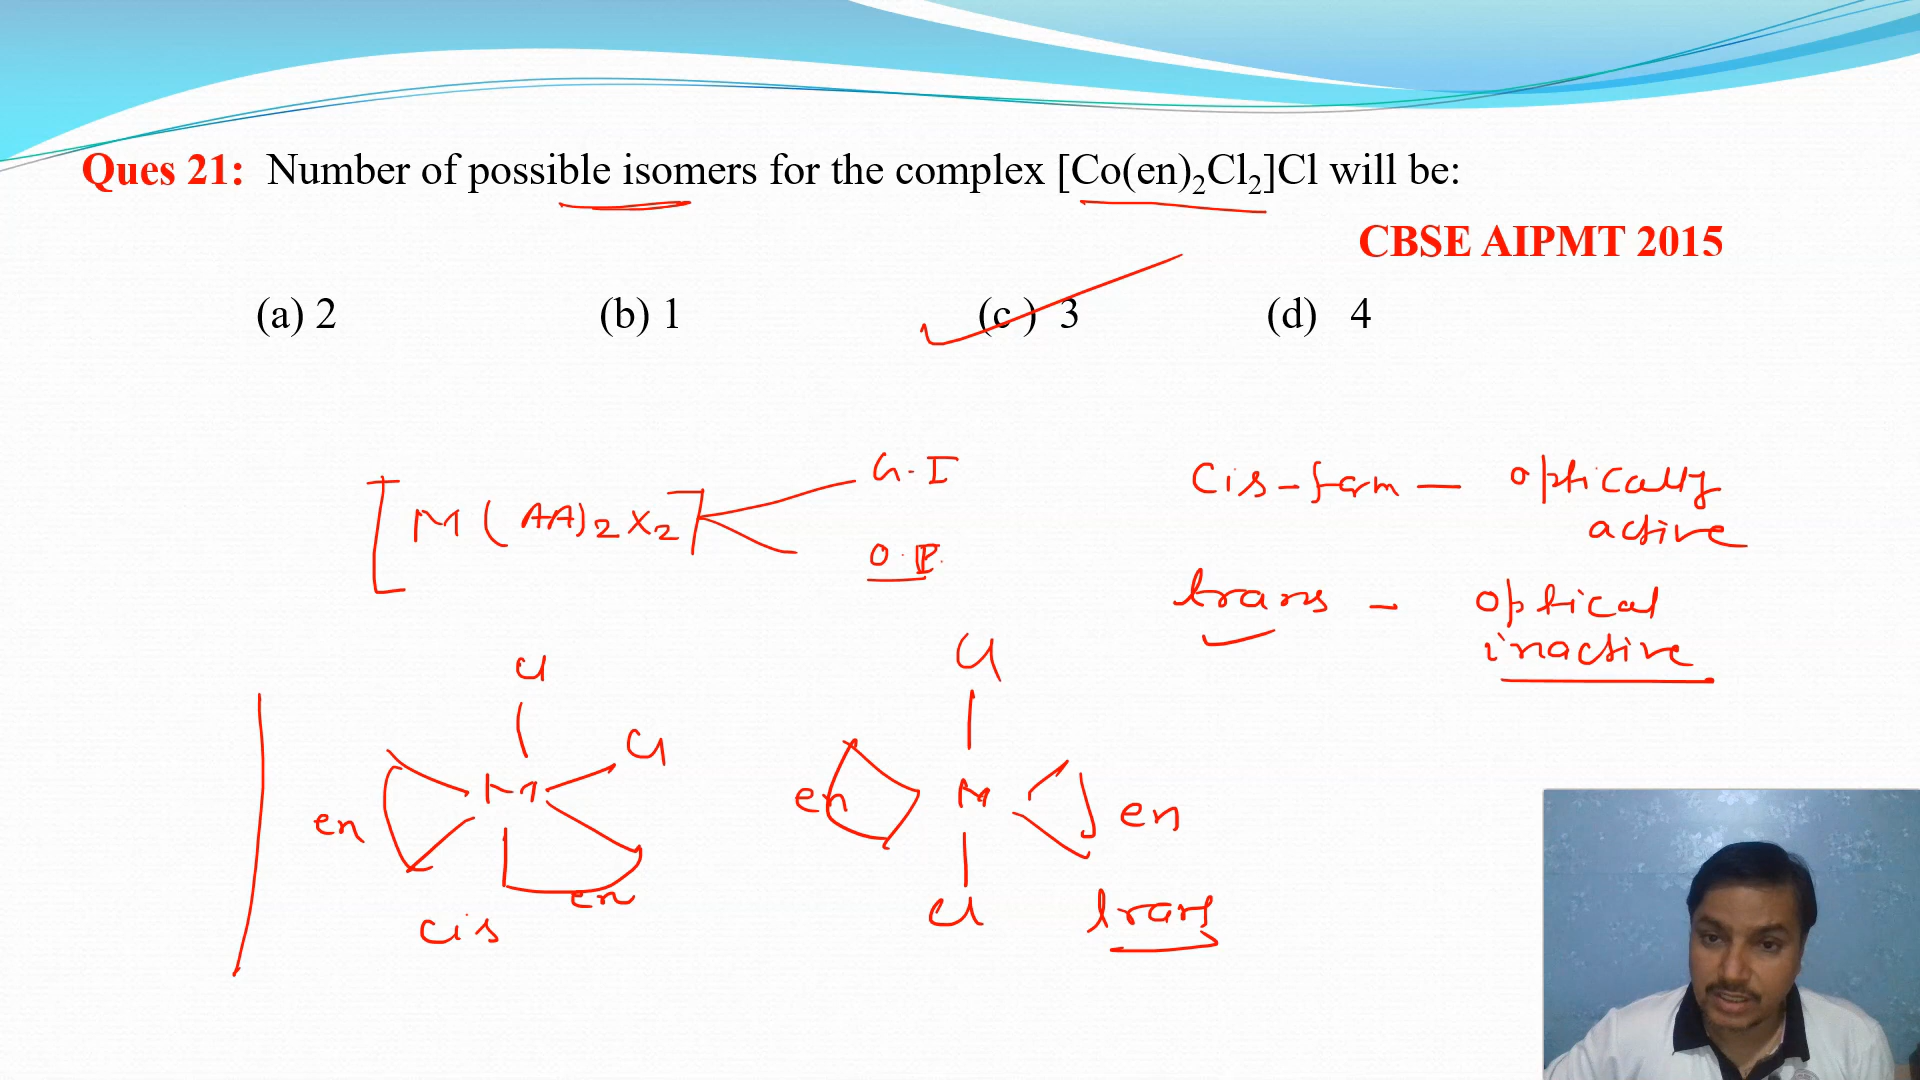 Ques 21: Number of possible isomers for the complex [Co(en)₂Cl₂]Cl will be:
CBSE AIPMT 2015
(a) 2 (b) 1 (c ) 3 (d) 4
[M(AA)₂X₂]
G.I
O.I
Cis-form — optically
active
trans - optical
inactive
Cl
Cl
M
en
en
cis
Cl
en
M
en
Cl
trans